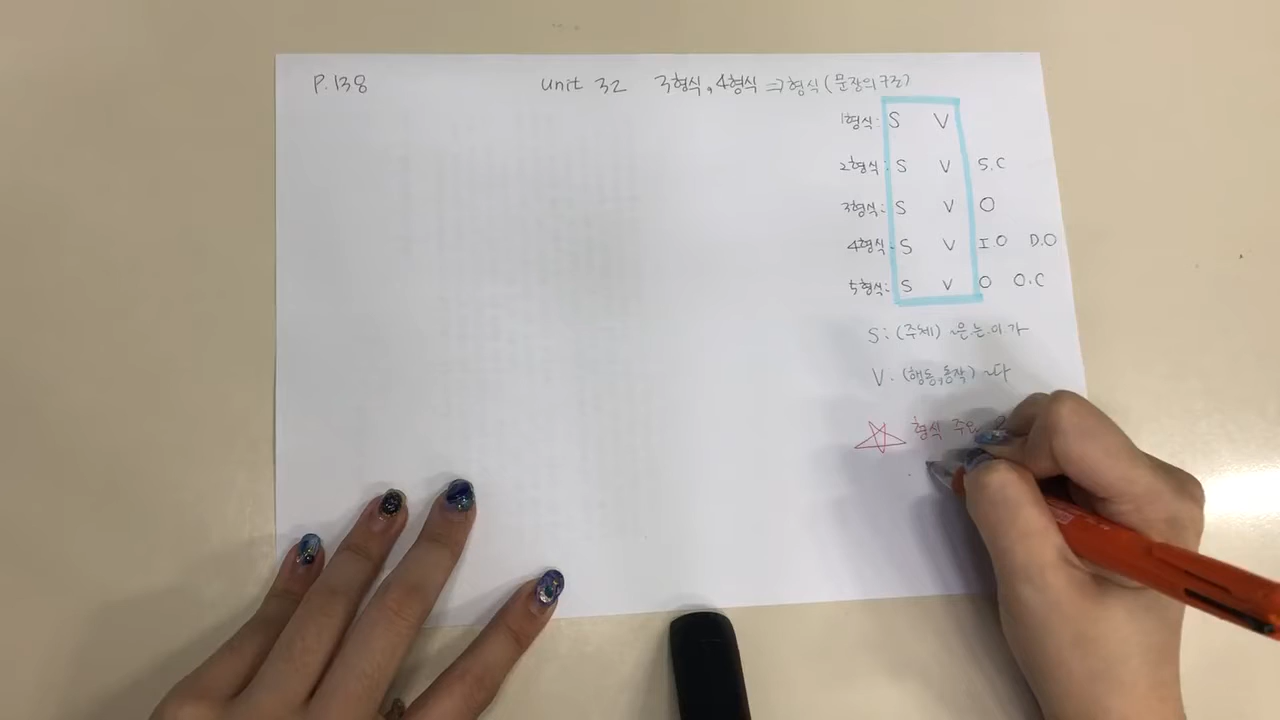 P.138
unit 32 3형식, 4형식 => 형식 (문장의 구조)
1형식: S V
2형식: S V S.C
3형식: S V O
4형식: S V I.O D.O
5형식: S V O O.C
S: (주체) ~은.는.이.가
V: (행동,동작) ~다
형식